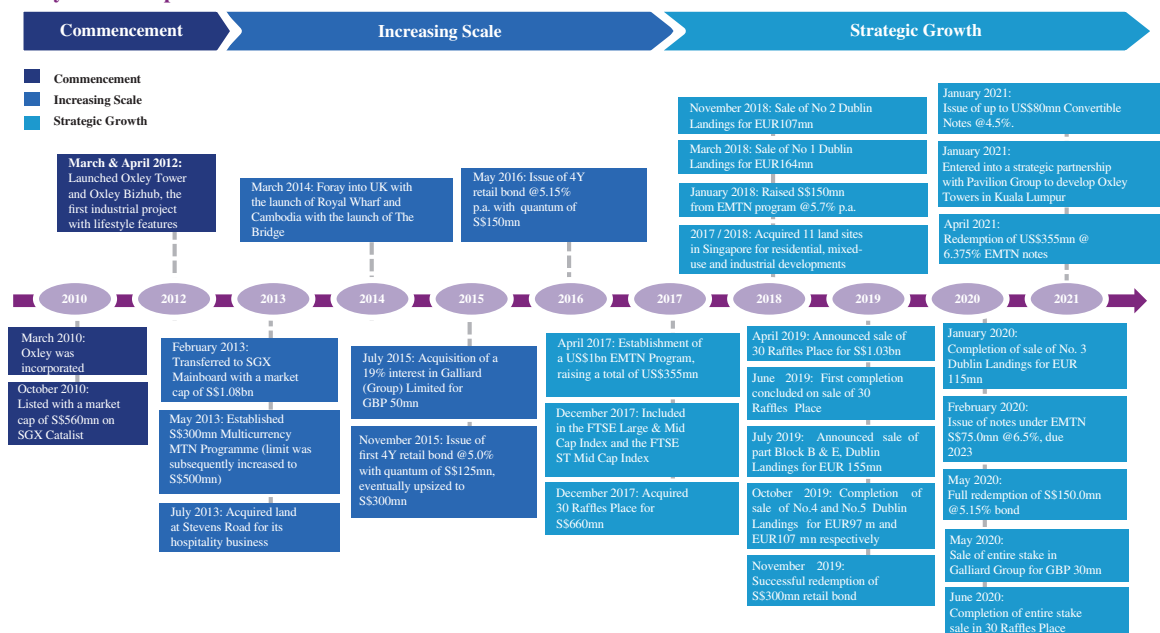 Commencement
Increasing Scale
Strategic Growth
Commencement
Increasing Scale
Strategic Growth
March & April 2012:
Launched Oxley Tower
and Oxley Bizhub, the
first industrial project
with lifestyle features
March 2014: Foray into UK with
the launch of Royal Wharf and
Cambodia with the launch of The
Bridge
May 2016: Issue of 4Y
retail bond @5.15%
p.a. with quantum of
S$150mn
November 2018: Sale of No 2 Dublin
Landings for EUR107mn
March 2018: Sale of No 1 Dublin
Landings for EUR164mn
January 2018: Raised S$150mn
from EMTN program @5.7% p.a.
2017 / 2018: Acquired 11 land sites
in Singapore for residential, mixed-
use and industrial developments
January 2021:
Issue of up to US$80mn Convertible
Notes @4.5%.
January 2021:
Entered into a strategic partnership
with Pavilion Group to develop Oxley
Towers in Kuala Lumpur
April 2021:
Redemption of US$355mn @
6.375% EMTN notes
2010
2012
2013
2014
2015
2016
2017
2018
2019
2020
2021
March 2010:
Oxley was
incorporated
October 2010:
Listed with a market
cap of S$560mn on
SGX Catalist
February 2013:
Transferred to SGX
Mainboard with a market
cap of S$1.08bn
May 2013: Established
S$300mn Multicurrency
MTN Programme (limit was
subsequently increased to
S$500mn)
July 2013: Acquired land
at Stevens Road for its
hospitality business
July 2015: Acquisition of a
19% interest in Galliard
(Group) Limited for
GBP 50mn
November 2015: Issue of
first 4Y retail bond @5.0%
with quantum of S$125mn,
eventually upsized to
S$300mn
April 2017: Establishment of
a US$1bn EMTN Program,
raising a total of US$355mn
December 2017: Included
in the FTSE Large & Mid
Cap Index and the FTSE
ST Mid Cap Index
December 2017: Acquired
30 Raffles Place for
S$660mn
April 2019: Announced sale of
30 Raffles Place for S$1.03bn
June 2019: First completion
concluded on sale of 30
Raffles Place
July 2019: Announced sale of
part Block B & E, Dublin
Landings for EUR 155mn
October 2019: Completion of
sale of No.4 and No.5 Dublin
Landings for EUR97 m and
EUR107 mn respectively
November 2019:
Successful redemption of
S$300mn retail bond
January 2020:
Completion of sale of No. 3
Dublin Landings for EUR
115mn
Frebruary 2020:
Issue of notes under EMTN
S$75.0mn @6.5%, due
2023
May 2020:
Full redemption of S$150.0mn
@5.15% bond
May 2020:
Sale of entire stake in
Galliard Group for GBP 30mn
June 2020:
Completion of entire stake
sale in 30 Raffles Place